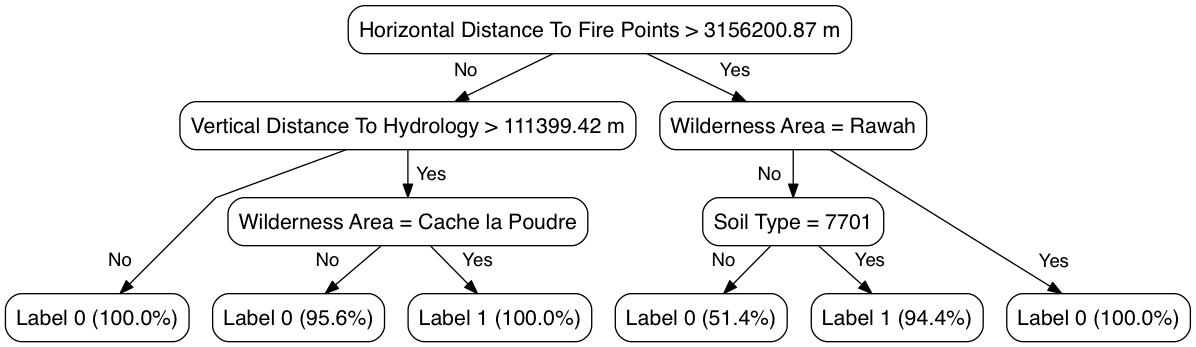 Horizontal Distance To Fire Points > 3156200.87 m
No
Yes
Vertical Distance To Hydrology > 111399.42 m
Wilderness Area = Rawah
Yes
No
Wilderness Area = Cache la Poudre
Soil Type = 7701
No
No
Yes
No
Yes
Yes
Label 0 (100.0%)
Label 0 (95.6%)
Label 1 (100.0%)
Label 0 (51.4%)
Label 1 (94.4%)
Label 0 (100.0%)